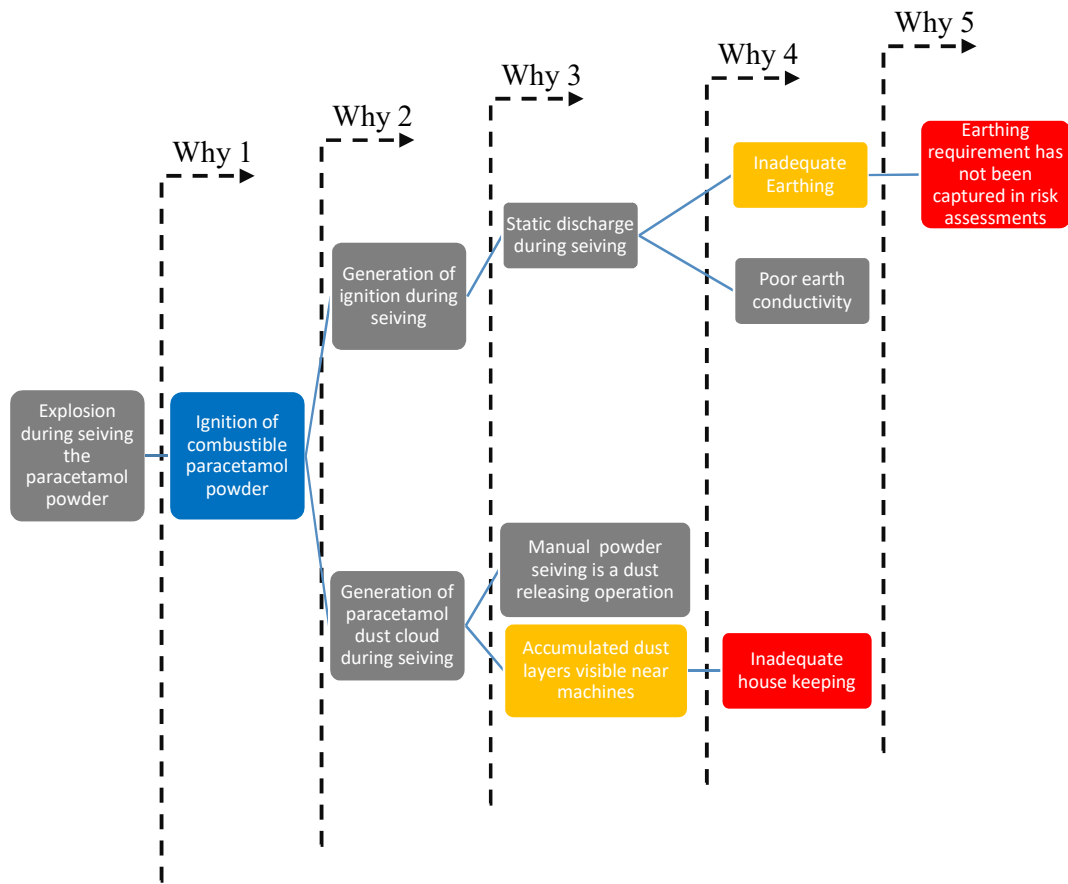 Why 5
Why 4
Why 3
Why 2
Why 1
Explosion
during seiving
the
paracetamol
powder
Ignition of
combustible
paracetamol
powder
Generation of
ignition during
seiving
Static discharge
during seiving
Inadequate
Earthing
Earthing
requirement has
not been
captured in risk
assessments
Poor earth
conductivity
Generation of
paracetamol
dust cloud
during seiving
Manual powder
seiving is a dust
releasing operation
Accumulated dust
layers visible near
machines
Inadequate
house keeping